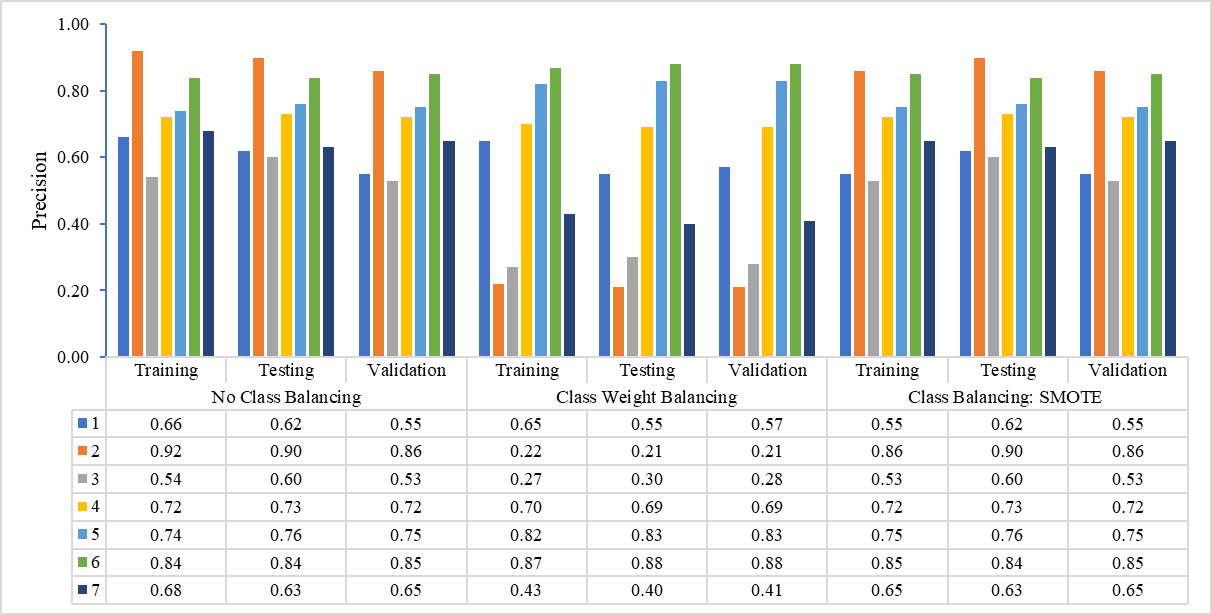 1.00
0.80
0.60
0.40
0.20
0.00
Precision
Training Testing Validation Training Testing Validation Training Testing Validation
No Class Balancing Class Weight Balancing Class Balancing: SMOTE
1 0.66 0.62 0.55 0.65 0.55 0.57 0.55 0.62 0.55
2 0.92 0.90 0.86 0.22 0.21 0.21 0.86 0.90 0.86
3 0.54 0.60 0.53 0.27 0.30 0.28 0.53 0.60 0.53
4 0.72 0.73 0.72 0.70 0.69 0.69 0.72 0.73 0.72
5 0.74 0.76 0.75 0.82 0.83 0.83 0.75 0.76 0.75
6 0.84 0.84 0.85 0.87 0.88 0.88 0.85 0.84 0.85
7 0.68 0.63 0.65 0.43 0.40 0.41 0.65 0.63 0.65